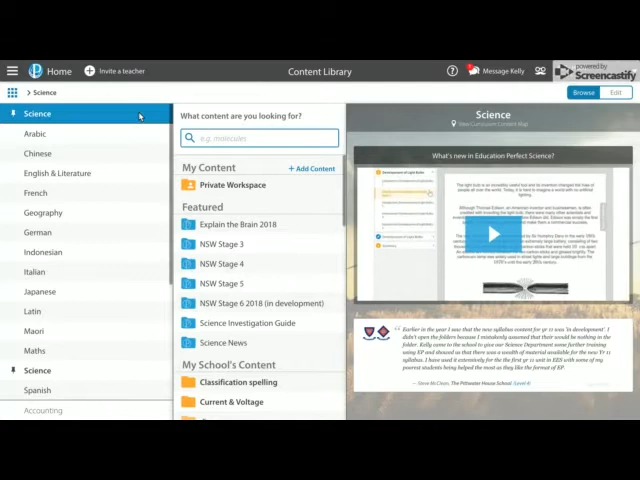 Home
Invite a teacher
Content Library
Message Kelly
powered by
Screencastify
Science
Browse
Edit
Science
Arabic
Chinese
English & Literature
French
Geography
German
Indonesian
Italian
Japanese
Latin
Maori
Maths
Science
Spanish
Accounting
What content are you looking for?
e.g. molecules
My Content
+ Add Content
Private Workspace
Featured
Explain the Brain 2018
NSW Stage 3
NSW Stage 4
NSW Stage 5
NSW Stage 6 2018 (in development)
Science Investigation Guide
Science News
My School's Content
Classification spelling
Current & Voltage
Science
View Curriculum Content Map
What's new in Education Perfect Science?
Development of Light Bulbs
Earlier in the year I saw that the new syllabus content for yr 11 was 'in development'. I
didn't open the folders because I mistakenly assumed that there would be nothing in the
folder. Kelly came to the school to give our Science Department some further training
using EP and showed us that there was a wealth of material available for the new Yr 11
syllabus. I have used it extensively for the first yr 11 unit in EES with some of my
poorest students being helped the most as they like the format of EP.
— Steve McChan, The Pittwater House School (Level 4)